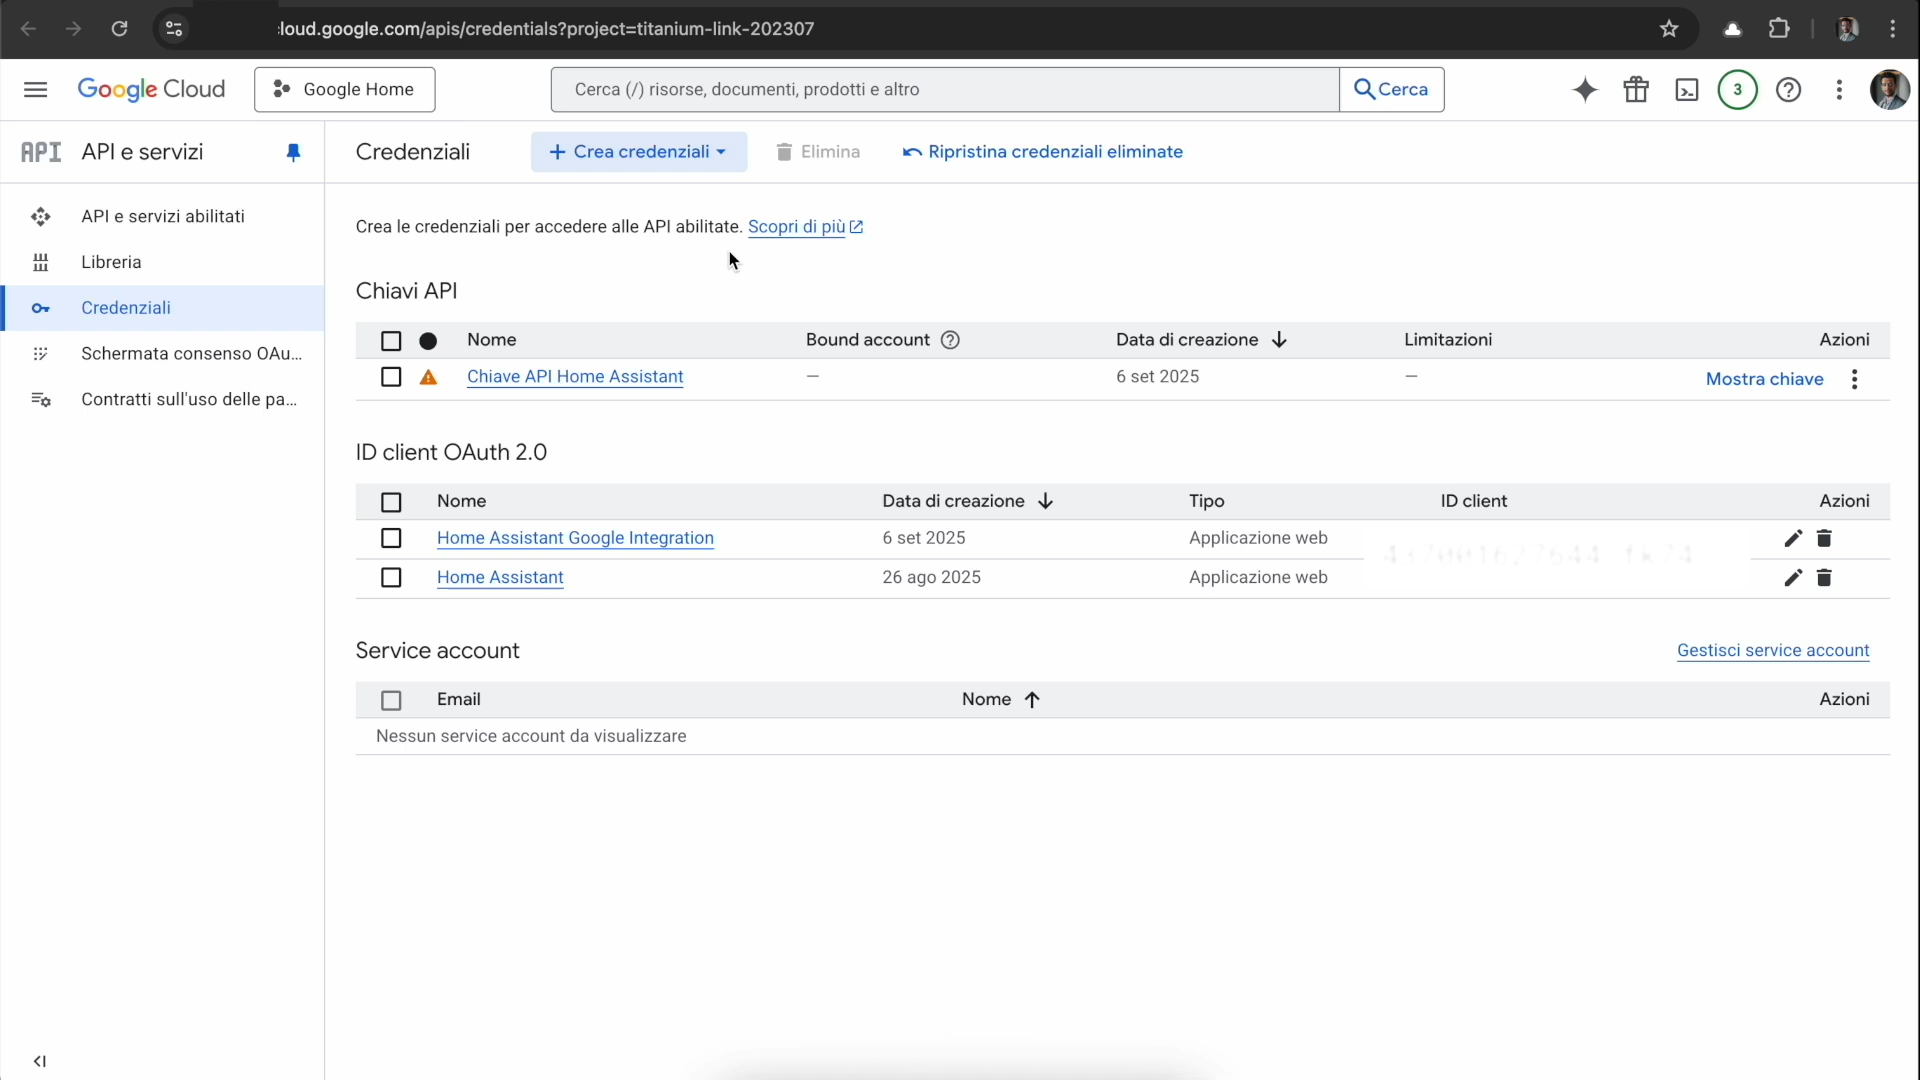 loud.google.com/apis/credentials?project=titanium-link-202307
Google Cloud
Google Home
Cerca (/) risorse, documenti, prodotti e altro
Cerca
3
API
API e servizi
Credenziali
Crea credenziali
Elimina
Ripristina credenziali eliminate
API e servizi abilitati
Libreria
Credenziali
Schermata consenso OAu...
Contratti sull'uso delle pa...
Crea le credenziali per accedere alle API abilitate. Scopri di più
Chiavi API
Nome Bound account Data di creazione Limitazioni Azioni
Chiave API Home Assistant – 6 set 2025 – Mostra chiave
ID client OAuth 2.0
Nome Data di creazione Tipo ID client Azioni
Home Assistant Google Integration 6 set 2025 Applicazione web
Home Assistant 26 ago 2025 Applicazione web
Service account
Gestisci service account
Email Nome Azioni
Nessun service account da visualizzare